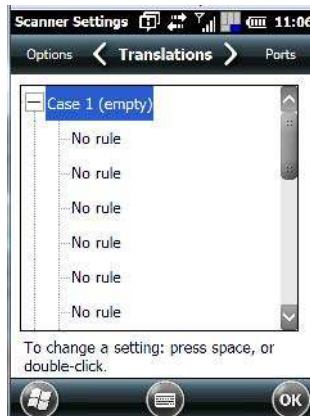 Scanner Settings 11:06
Options Translations Ports
Case 1 (empty)
No rule
No rule
No rule
No rule
No rule
No rule
To change a setting: press space, or
double-click.
OK